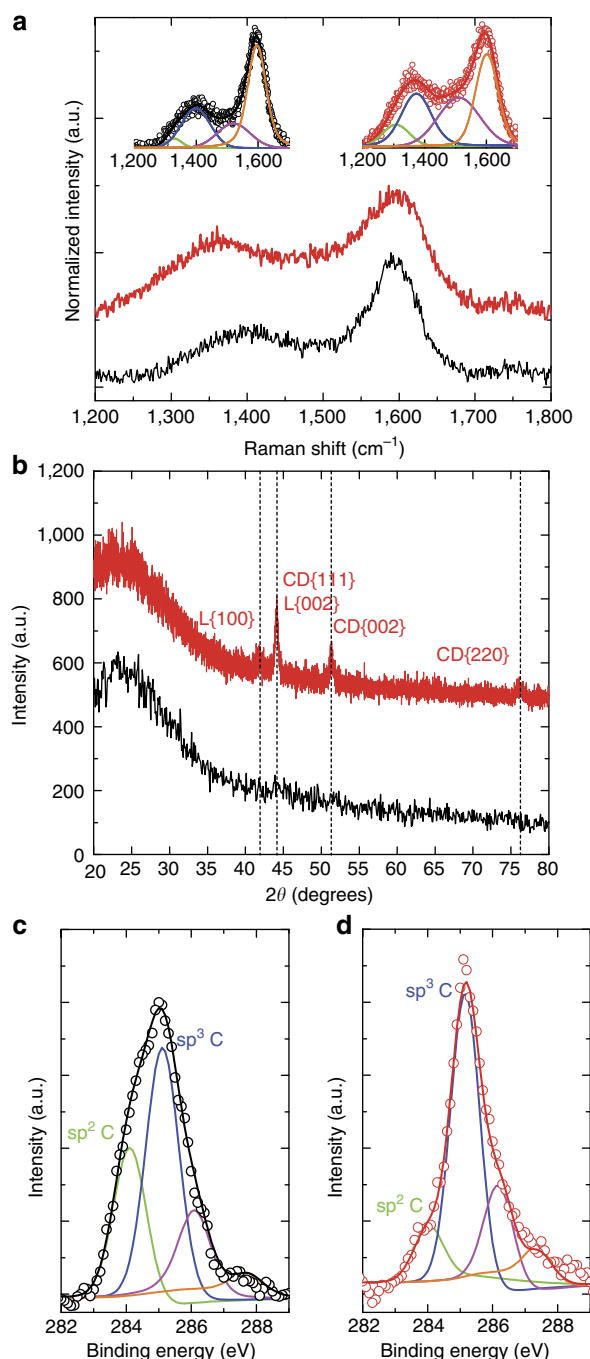 a
1,200 1,400 1,600
1,200 1,400 1,600
Normalized intensity (a.u.)
1,200 1,300 1,400 1,500 1,600 1,700 1,800
Raman shift (cm⁻¹)
b
1,200
1,000
800
600
400
200
0
Intensity (a.u.)
L{100}
CD{111}
L{002}
CD{002}
CD{220}
20 25 30 35 40 45 50 55 60 65 70 75 80
2θ (degrees)
c
sp² C
sp³ C
Intensity (a.u.)
282 284 286 288
Binding energy (eV)
d
sp³ C
sp² C
Intensity (a.u.)
282 284 286 288
Binding energy (eV)